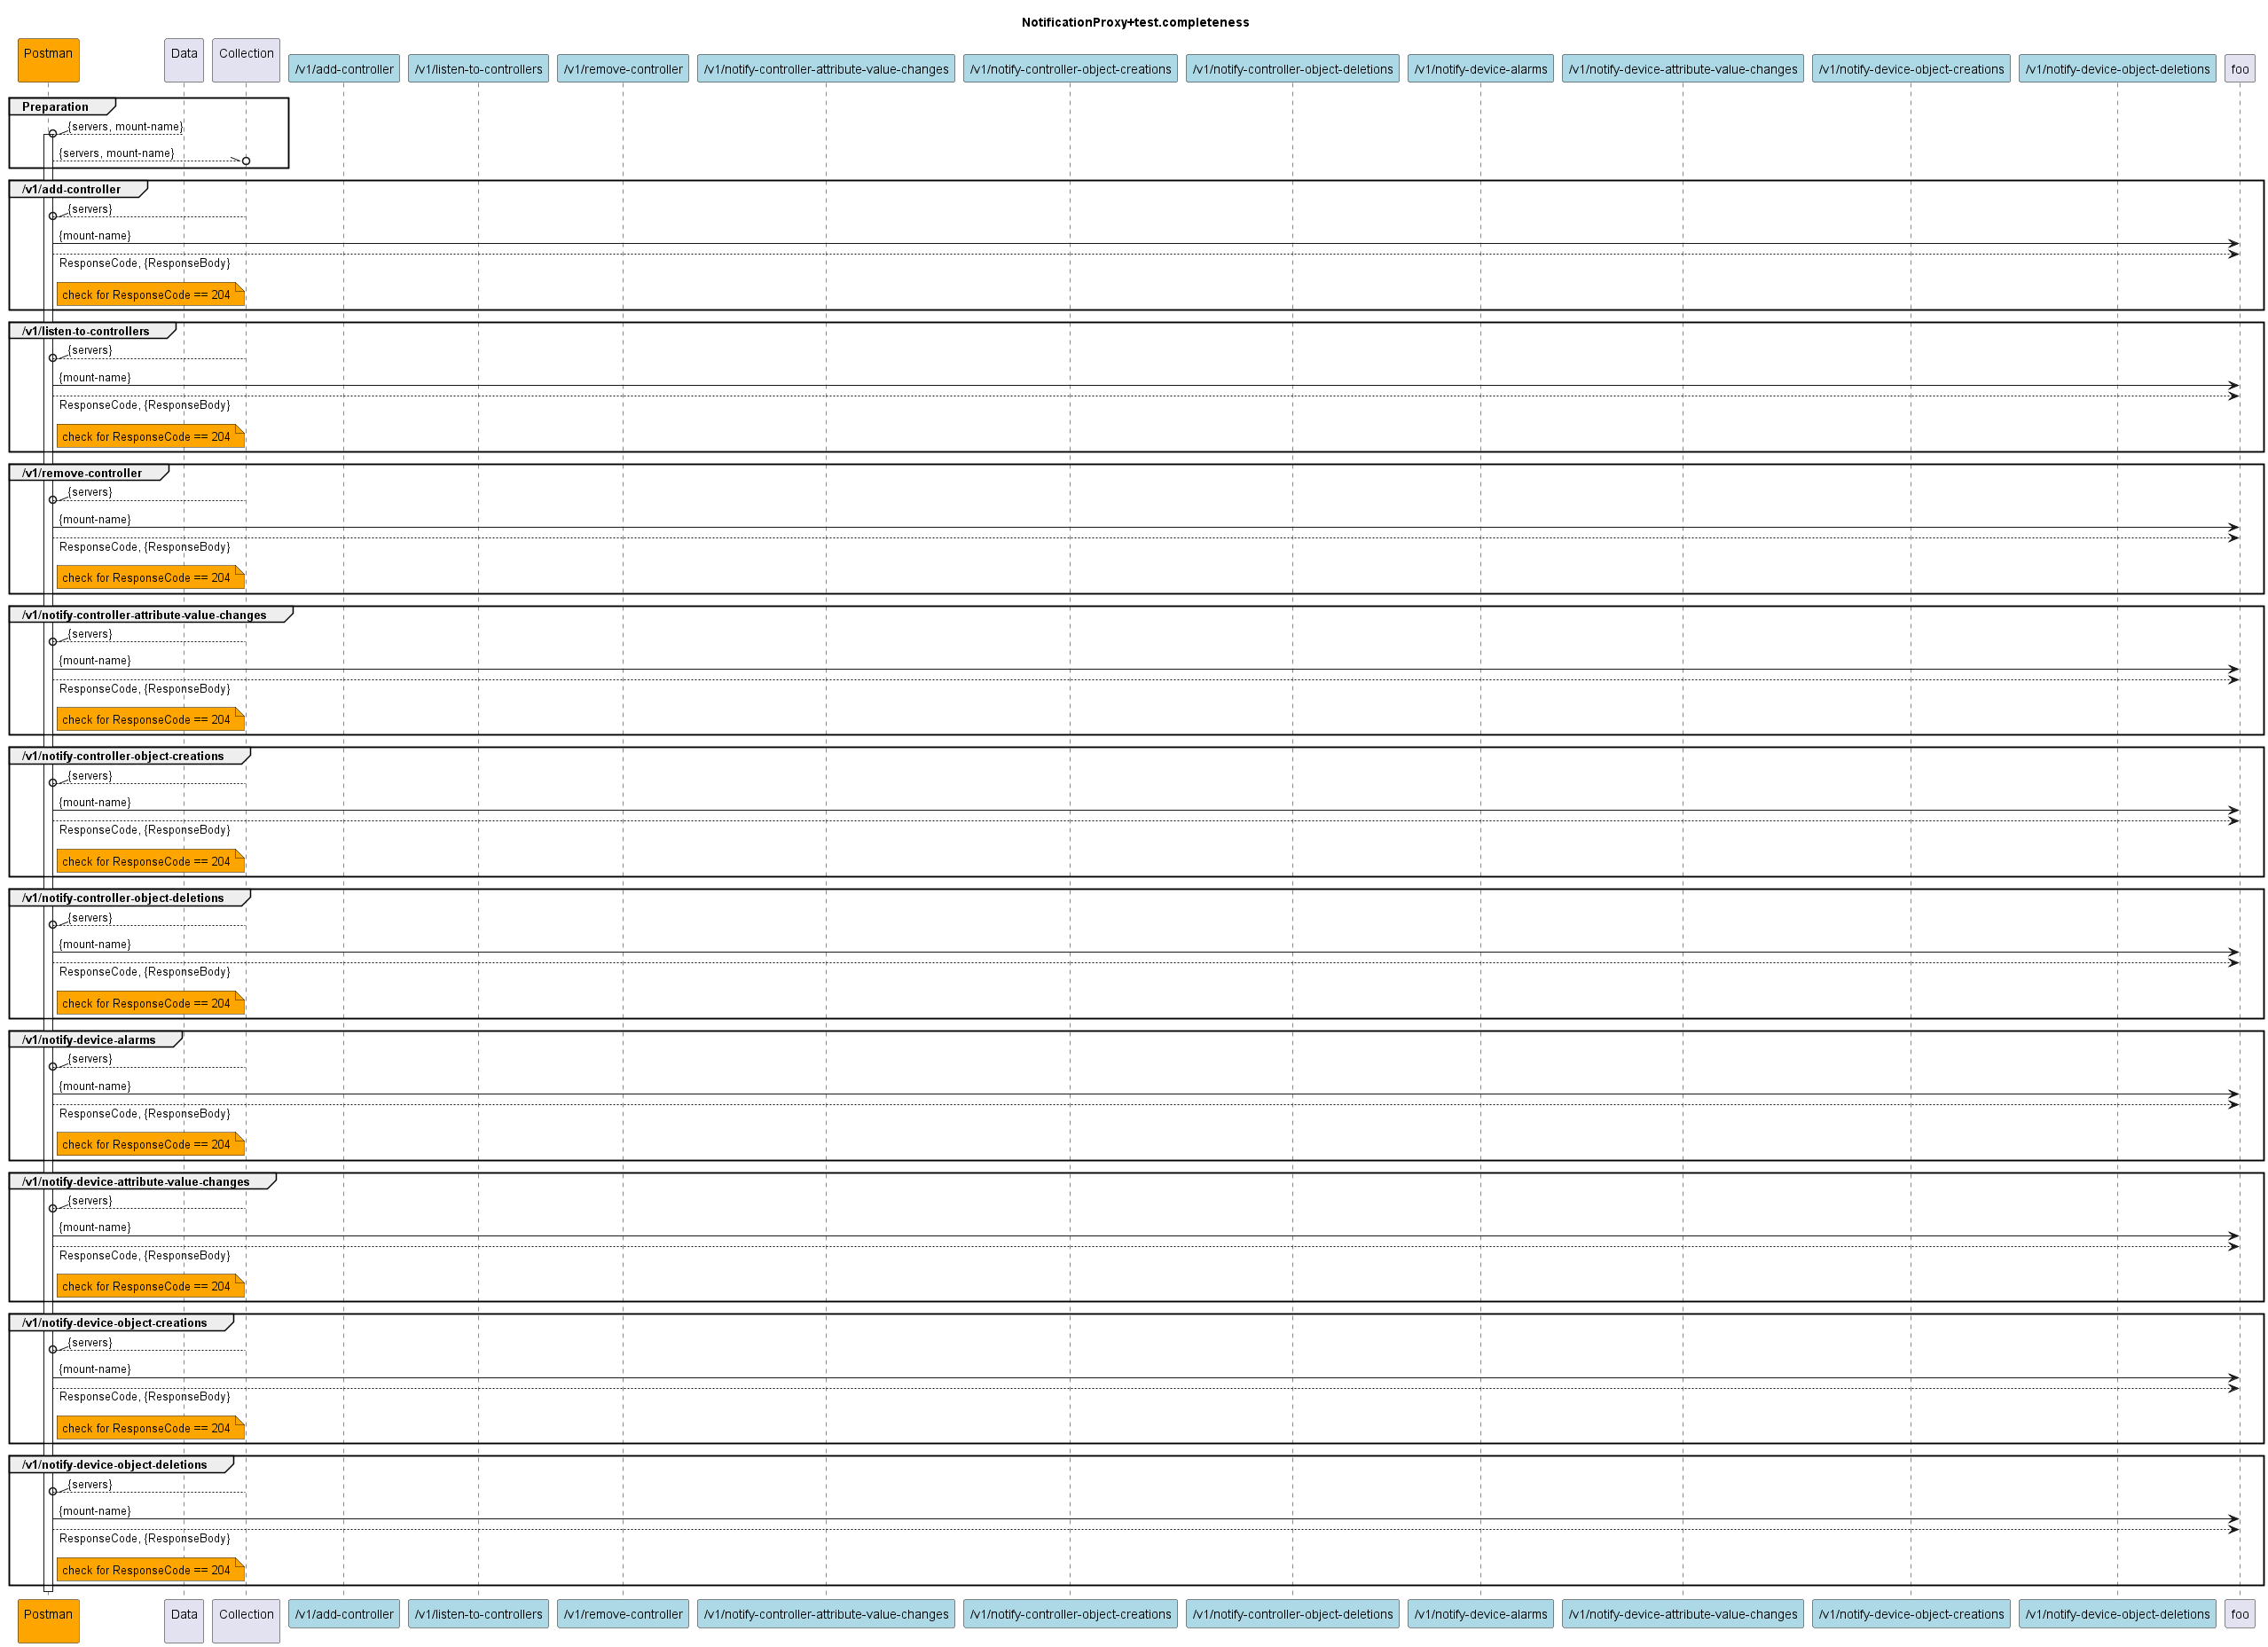 NotificationProxy+test.completeness
Postman
Data
Collection
/v1/add-controller
/v1/listen-to-controllers
/v1/remove-controller
/v1/notify-controller-attribute-value-changes
/v1/notify-controller-object-creations
/v1/notify-controller-object-deletions
/v1/notify-device-alarms
/v1/notify-device-attribute-value-changes
/v1/notify-device-object-creations
/v1/notify-device-object-deletions
foo
Preparation
{servers, mount-name}
{servers, mount-name}
/v1/add-controller
{servers}
{mount-name}
ResponseCode, {ResponseBody}
check for ResponseCode == 204
/v1/listen-to-controllers
{servers}
{mount-name}
ResponseCode, {ResponseBody}
check for ResponseCode == 204
/v1/remove-controller
{servers}
{mount-name}
ResponseCode, {ResponseBody}
check for ResponseCode == 204
/v1/notify-controller-attribute-value-changes
{servers}
{mount-name}
ResponseCode, {ResponseBody}
check for ResponseCode == 204
/v1/notify-controller-object-creations
{servers}
{mount-name}
ResponseCode, {ResponseBody}
check for ResponseCode == 204
/v1/notify-controller-object-deletions
{servers}
{mount-name}
ResponseCode, {ResponseBody}
check for ResponseCode == 204
/v1/notify-device-alarms
{servers}
{mount-name}
ResponseCode, {ResponseBody}
check for ResponseCode == 204
/v1/notify-device-attribute-value-changes
{servers}
{mount-name}
ResponseCode, {ResponseBody}
check for ResponseCode == 204
/v1/notify-device-object-creations
{servers}
{mount-name}
ResponseCode, {ResponseBody}
check for ResponseCode == 204
/v1/notify-device-object-deletions
{servers}
{mount-name}
ResponseCode, {ResponseBody}
check for ResponseCode == 204
Postman
Data
Collection
/v1/add-controller
/v1/listen-to-controllers
/v1/remove-controller
/v1/notify-controller-attribute-value-changes
/v1/notify-controller-object-creations
/v1/notify-controller-object-deletions
/v1/notify-device-alarms
/v1/notify-device-attribute-value-changes
/v1/notify-device-object-creations
/v1/notify-device-object-deletions
foo